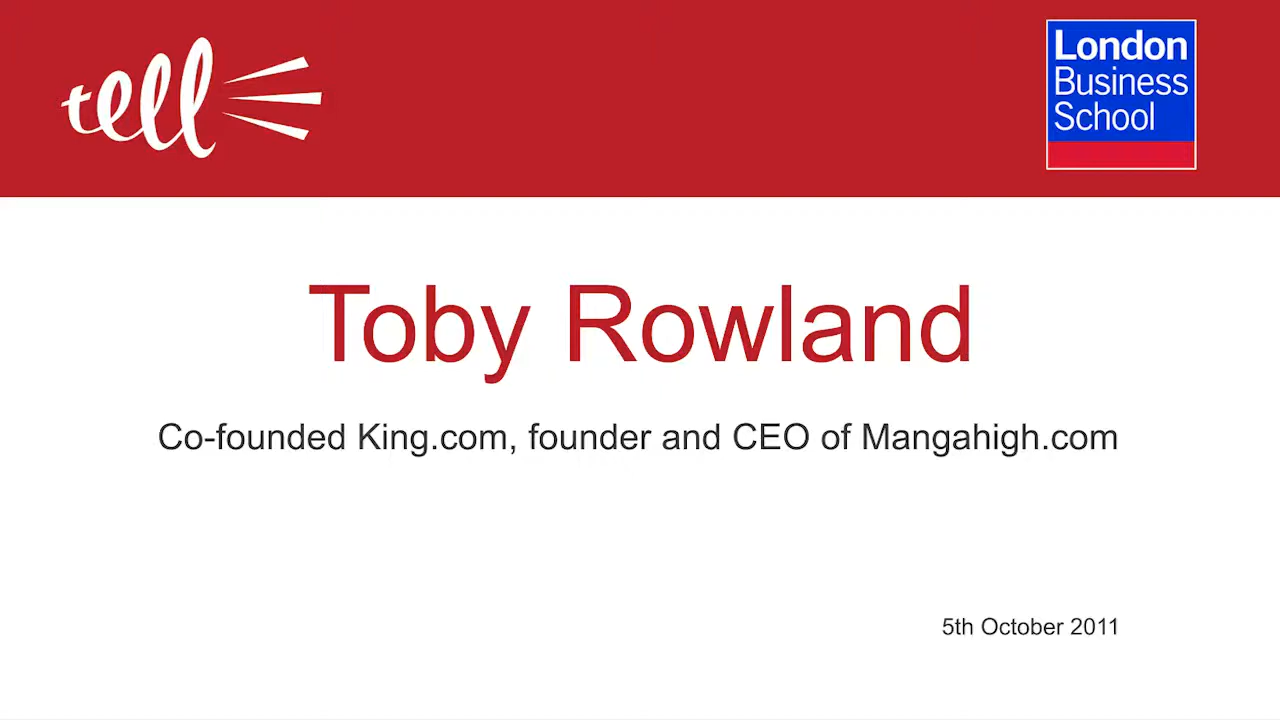 tell
London
Business
School
Toby Rowland
Co-founded King.com, founder and CEO of Mangahigh.com
5th October 2011